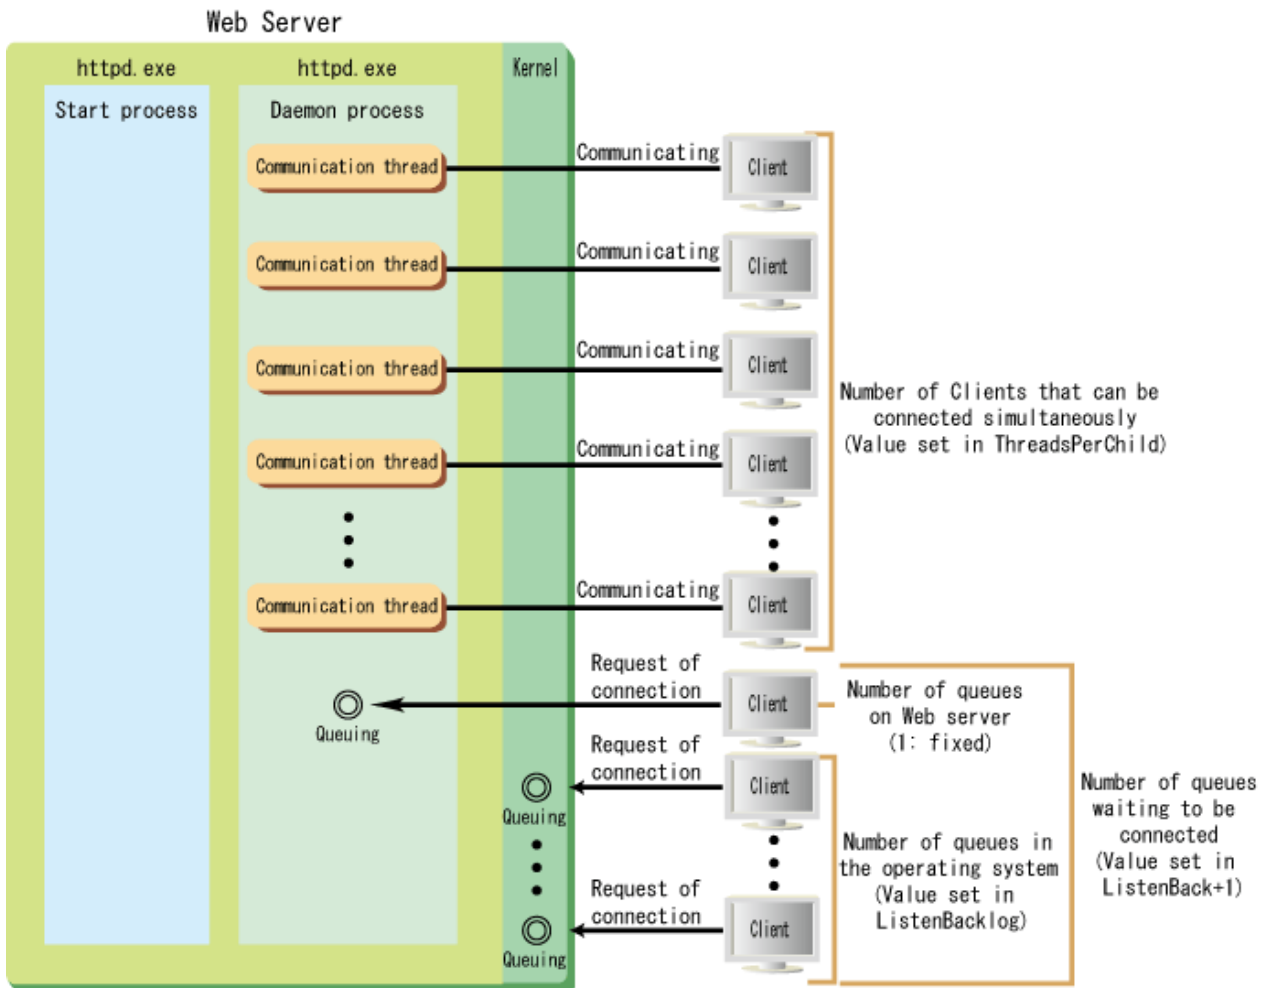 Web Server
httpd.exe
httpd.exe
Kernel
Start process
Daemon process
Communication thread
Communicating
Client
Communication thread
Communicating
Client
Communication thread
Communicating
Client
Number of Clients that can be
connected simultaneously
(Value set in ThreadsPerChild)
Communication thread
Communicating
Client
Communication thread
Communicating
Client
Request of
connection
Client
Queuing
Number of queues
on Web server
(1: fixed)
Request of
connection
Client
Queuing
Number of queues
waiting to be
connected
(Value set in
ListenBack+1)
Number of queues in
the operating system
(Value set in
ListenBacklog)
Request of
connection
Client
Queuing